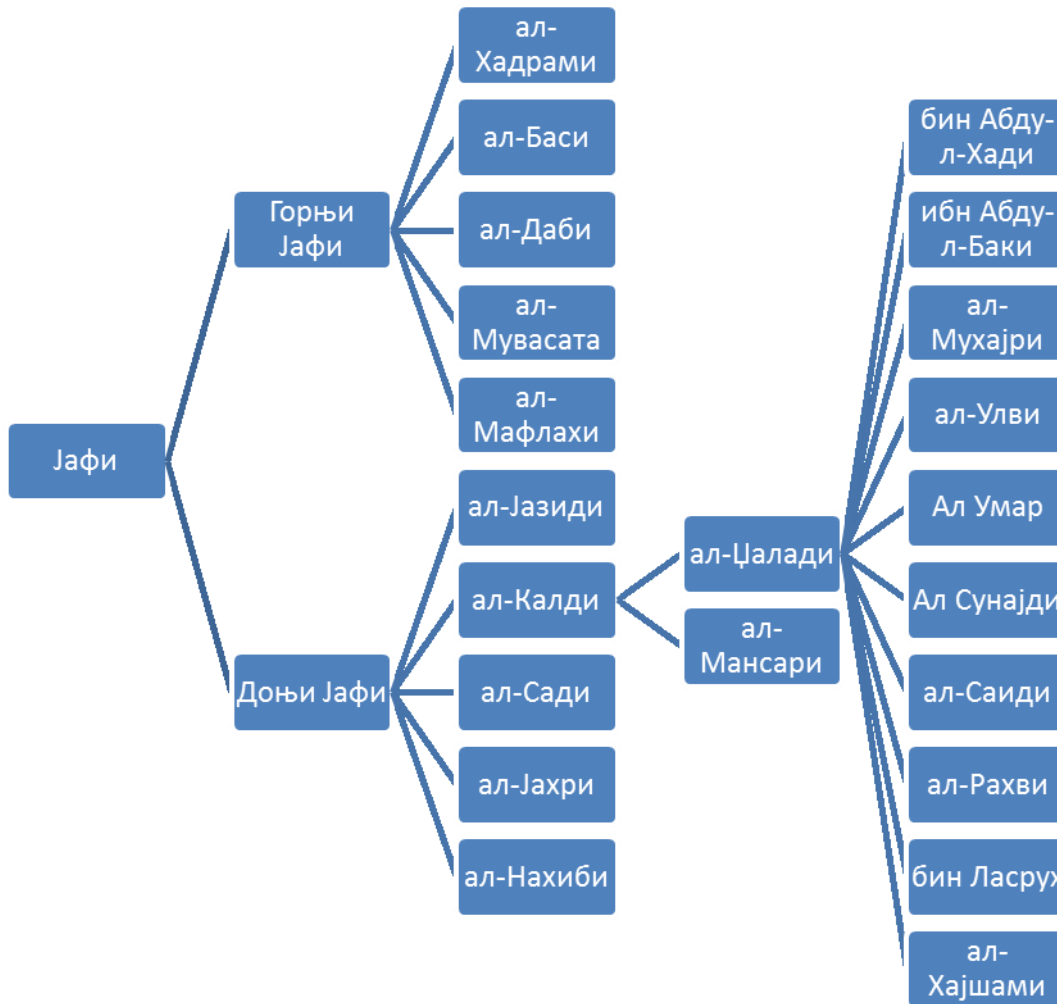 Јафи
Горњи
Јафи
Доњи Јафи
ал-
Хадрами
ал-Баси
ал-Даби
ал-
Мувасата
ал-
Мафлахи
ал-Јазиди
ал-Калди
ал-Сади
ал-Јахри
ал-Нахиби
ал-Џалади
ал-
Мансари
бин Абду-
л-Хади
ибн Абду-
л-Баки
ал-
Мухајри
ал-Улви
Ал Умар
Ал Сунајди
ал-Саиди
ал-Рахви
бин Ласрух
ал-
Хајшами